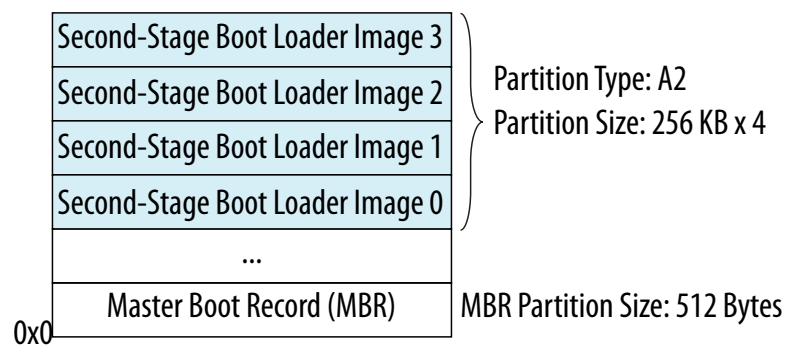 Second-Stage Boot Loader Image 3
Second-Stage Boot Loader Image 2
Second-Stage Boot Loader Image 1
Second-Stage Boot Loader Image 0
Partition Type: A2
Partition Size: 256 KB x 4
...
Master Boot Record (MBR)
MBR Partition Size: 512 Bytes
0x0